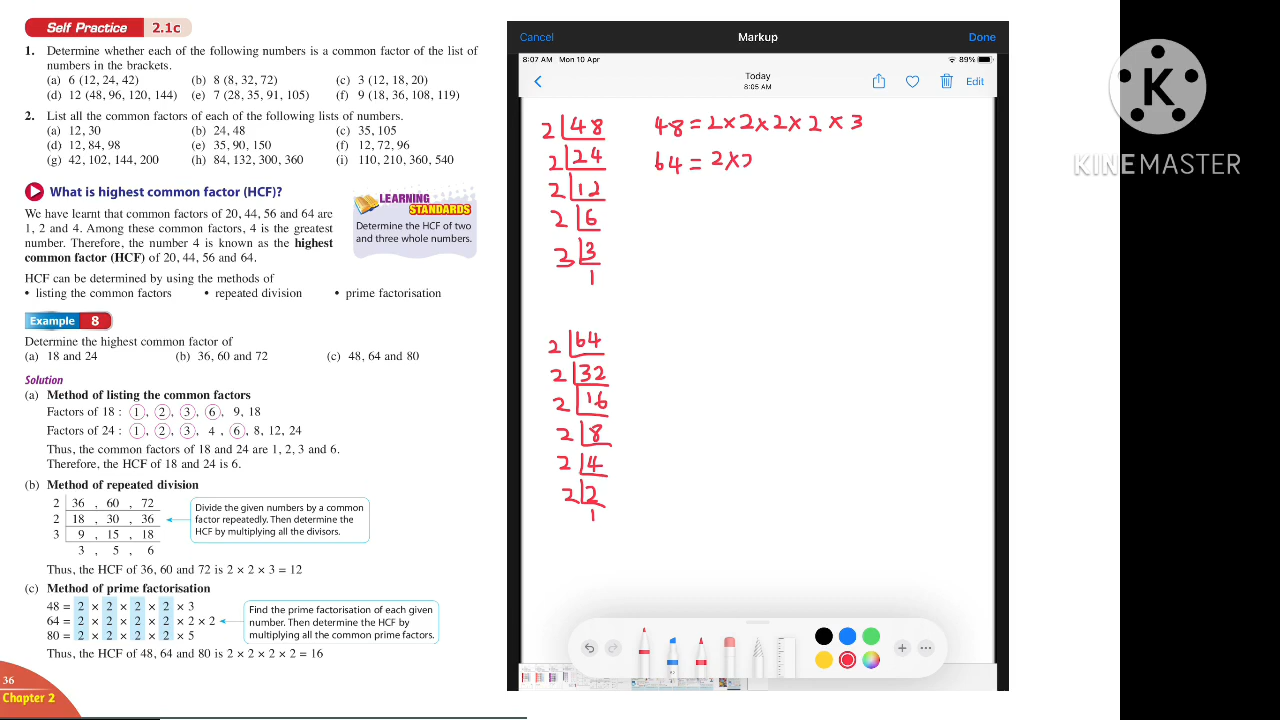 Self Practice 2.1c
1. Determine whether each of the following numbers is a common factor of the list of
numbers in the brackets.
(a) 6 (12, 24, 42) (b) 8 (8, 32, 72) (c) 3 (12, 18, 20)
(d) 12 (48, 96, 120, 144) (e) 7 (28, 35, 91, 105) (f) 9 (18, 36, 108, 119)
2. List all the common factors of each of the following lists of numbers.
(a) 12, 30 (b) 24, 48 (c) 35, 105
(d) 12, 84, 98 (e) 35, 90, 150 (f) 12, 72, 96
(g) 42, 102, 144, 200 (h) 84, 132, 300, 360 (i) 110, 210, 360, 540
What is highest common factor (HCF)?
We have learnt that common factors of 20, 44, 56 and 64 are
1, 2 and 4. Among these common factors, 4 is the greatest
number. Therefore, the number 4 is known as the highest
common factor (HCF) of 20, 44, 56 and 64.
LEARNING
STANDARDS
Determine the HCF of two
and three whole numbers.
HCF can be determined by using the methods of
• listing the common factors • repeated division • prime factorisation
Example 8
Determine the highest common factor of
(a) 18 and 24 (b) 36, 60 and 72 (c) 48, 64 and 80
Solution
(a) Method of listing the common factors
Factors of 18 : 1, 2, 3, 6, 9, 18
Factors of 24 : 1, 2, 3, 4 , 6, 8, 12, 24
Thus, the common factors of 18 and 24 are 1, 2, 3 and 6.
Therefore, the HCF of 18 and 24 is 6.
(b) Method of repeated division
2 36 , 60 , 72
2 18 , 30 , 36
3 9 , 15 , 18
3 , 5 , 6
Divide the given numbers by a common
factor repeatedly. Then determine the
HCF by multiplying all the divisors.
Thus, the HCF of 36, 60 and 72 is 2 × 2 × 3 = 12
(c) Method of prime factorisation
48 = 2 × 2 × 2 × 2 × 3
64 = 2 × 2 × 2 × 2 × 2 × 2
80 = 2 × 2 × 2 × 2 × 5
Find the prime factorisation of each given
number. Then determine the HCF by
multiplying all the common prime factors.
Thus, the HCF of 48, 64 and 80 is 2 × 2 × 2 × 2 = 16
36
Chapter 2
Cancel Markup Done
8:07 AM Mon 10 Apr 89%
Today
8:05 AM
Edit
2 48
2 24
2 12
2 6
3 3
1
48 = 2 × 2 × 2 × 2 × 3
64 = 2 × 2
2 64
2 32
2 16
2 8
2 4
2 2
1
K
KINEMASTER